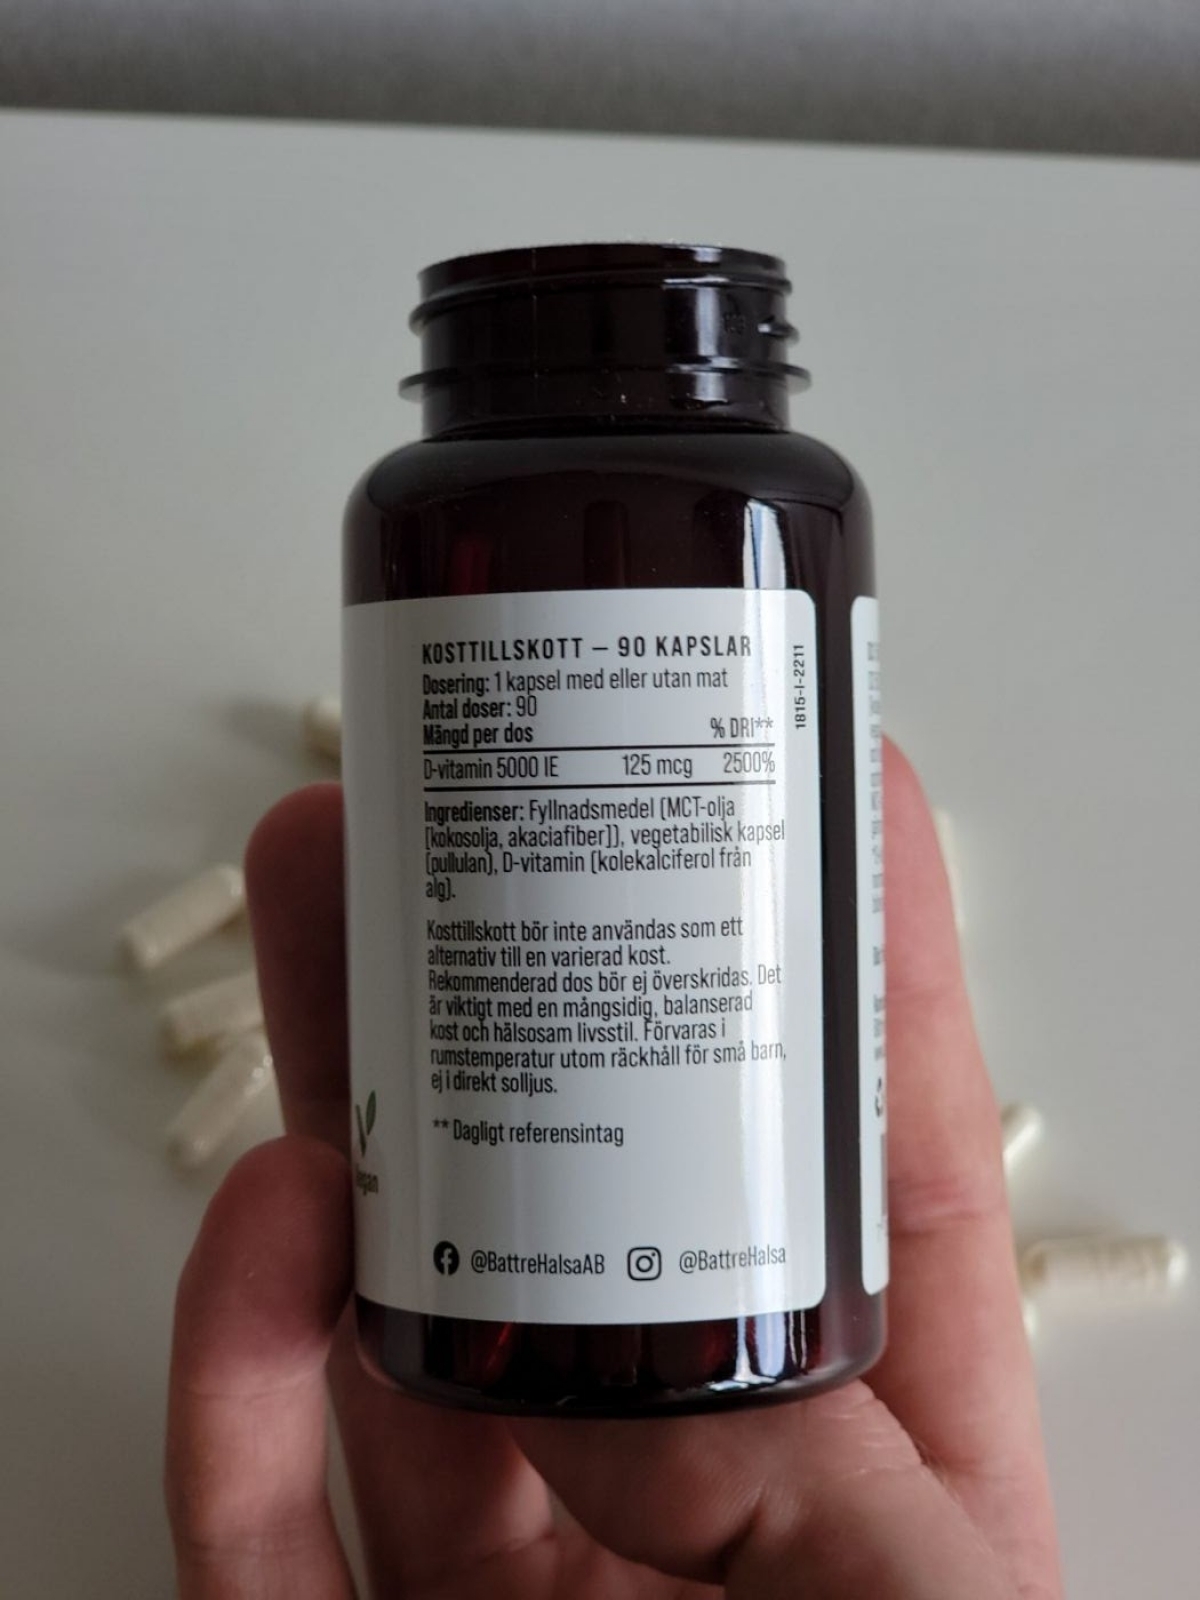 KOSTTILLSKOTT – 90 KAPSLAR
Dosering: 1 kapsel med eller utan mat
Antal doser: 90
Mängd per dos % DRI**
D-vitamin 5000 IE 125 mcg 2500%
Ingredienser: Fyllnadsmedel (MCT-olja
[kokosolja, akaciafiber]), vegetabilisk kapsel
(pullulan), D-vitamin (kolekalciferol från
alg).
Kosttillskott bör inte användas som ett
alternativ till en varierad kost.
Rekommenderad dos bör ej överskridas. Det
är viktigt med en mångsidig, balanserad
kost och hälsosam livsstil. Förvaras i
rumstemperatur utom räckhåll för små barn,
ej i direkt solljus.
** Dagligt referensintag
@BattreHalsaAB @BattreHalsa
1815-I-2211